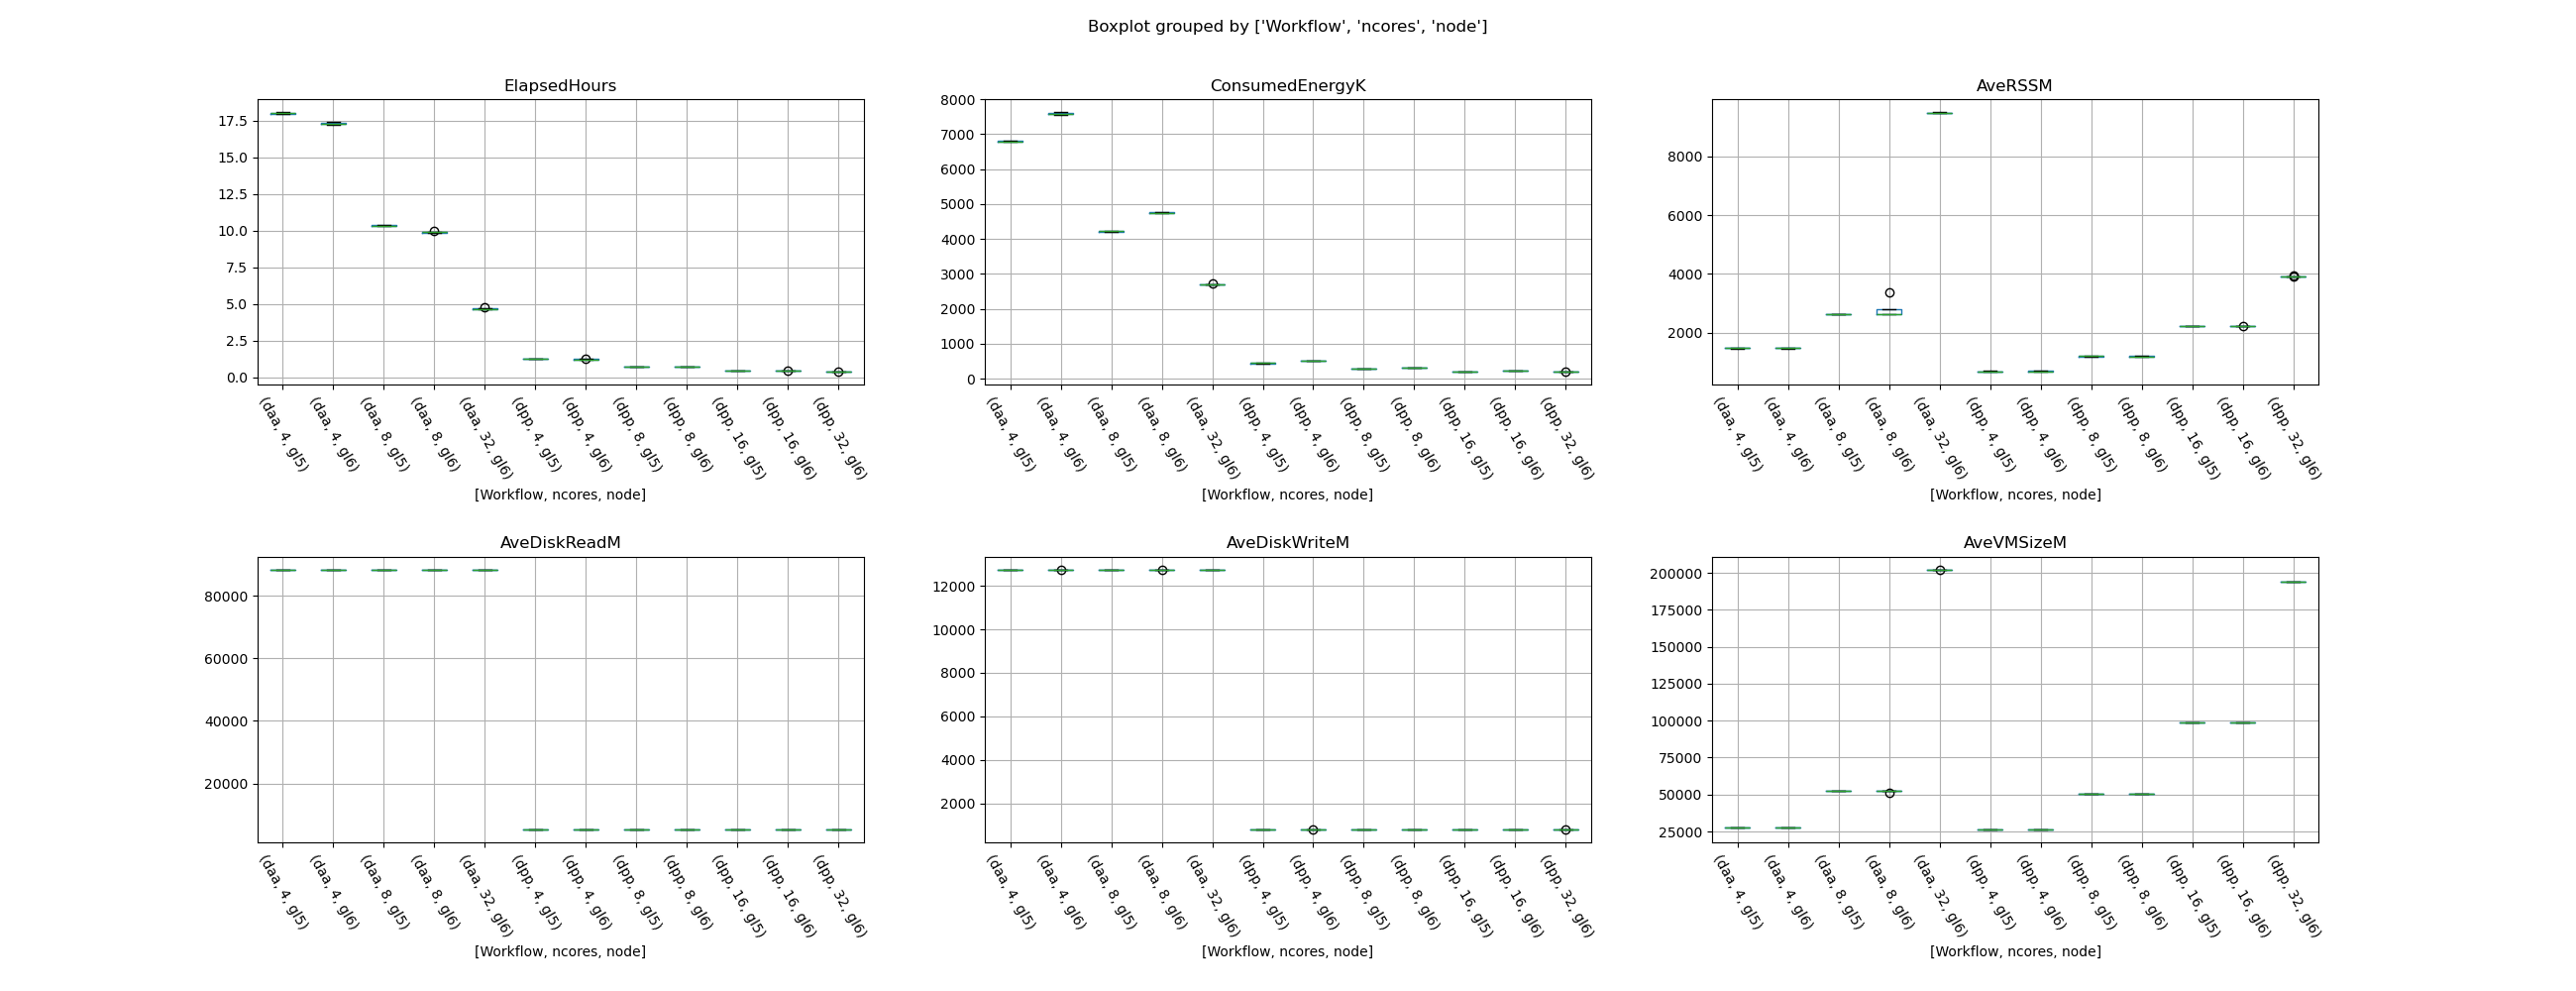 Boxplot grouped by ['Workflow', 'ncores', 'node']
ElapsedHours
17.5
15.0
12.5
10.0
7.5
5.0
2.5
0.0
(daa, 4, gl5)
(daa, 4, gl6)
(daa, 8, gl5)
(daa, 8, gl6)
(daa, 32, gl6)
(dpp, 4, gl5)
(dpp, 4, gl6)
(dpp, 8, gl5)
(dpp, 8, gl6)
(dpp, 16, gl5)
(dpp, 16, gl6)
(dpp, 32, gl6)
[Workflow, ncores, node]
ConsumedEnergyK
8000
7000
6000
5000
4000
3000
2000
1000
0
(daa, 4, gl5)
(daa, 4, gl6)
(daa, 8, gl5)
(daa, 8, gl6)
(daa, 32, gl6)
(dpp, 4, gl5)
(dpp, 4, gl6)
(dpp, 8, gl5)
(dpp, 8, gl6)
(dpp, 16, gl5)
(dpp, 16, gl6)
(dpp, 32, gl6)
[Workflow, ncores, node]
AveRSSM
8000
6000
4000
2000
(daa, 4, gl5)
(daa, 4, gl6)
(daa, 8, gl5)
(daa, 8, gl6)
(daa, 32, gl6)
(dpp, 4, gl5)
(dpp, 4, gl6)
(dpp, 8, gl5)
(dpp, 8, gl6)
(dpp, 16, gl5)
(dpp, 16, gl6)
(dpp, 32, gl6)
[Workflow, ncores, node]
AveDiskReadM
80000
60000
40000
20000
(daa, 4, gl5)
(daa, 4, gl6)
(daa, 8, gl5)
(daa, 8, gl6)
(daa, 32, gl6)
(dpp, 4, gl5)
(dpp, 4, gl6)
(dpp, 8, gl5)
(dpp, 8, gl6)
(dpp, 16, gl5)
(dpp, 16, gl6)
(dpp, 32, gl6)
[Workflow, ncores, node]
AveDiskWriteM
12000
10000
8000
6000
4000
2000
(daa, 4, gl5)
(daa, 4, gl6)
(daa, 8, gl5)
(daa, 8, gl6)
(daa, 32, gl6)
(dpp, 4, gl5)
(dpp, 4, gl6)
(dpp, 8, gl5)
(dpp, 8, gl6)
(dpp, 16, gl5)
(dpp, 16, gl6)
(dpp, 32, gl6)
[Workflow, ncores, node]
AveVMSizeM
200000
175000
150000
125000
100000
75000
50000
25000
(daa, 4, gl5)
(daa, 4, gl6)
(daa, 8, gl5)
(daa, 8, gl6)
(daa, 32, gl6)
(dpp, 4, gl5)
(dpp, 4, gl6)
(dpp, 8, gl5)
(dpp, 8, gl6)
(dpp, 16, gl5)
(dpp, 16, gl6)
(dpp, 32, gl6)
[Workflow, ncores, node]